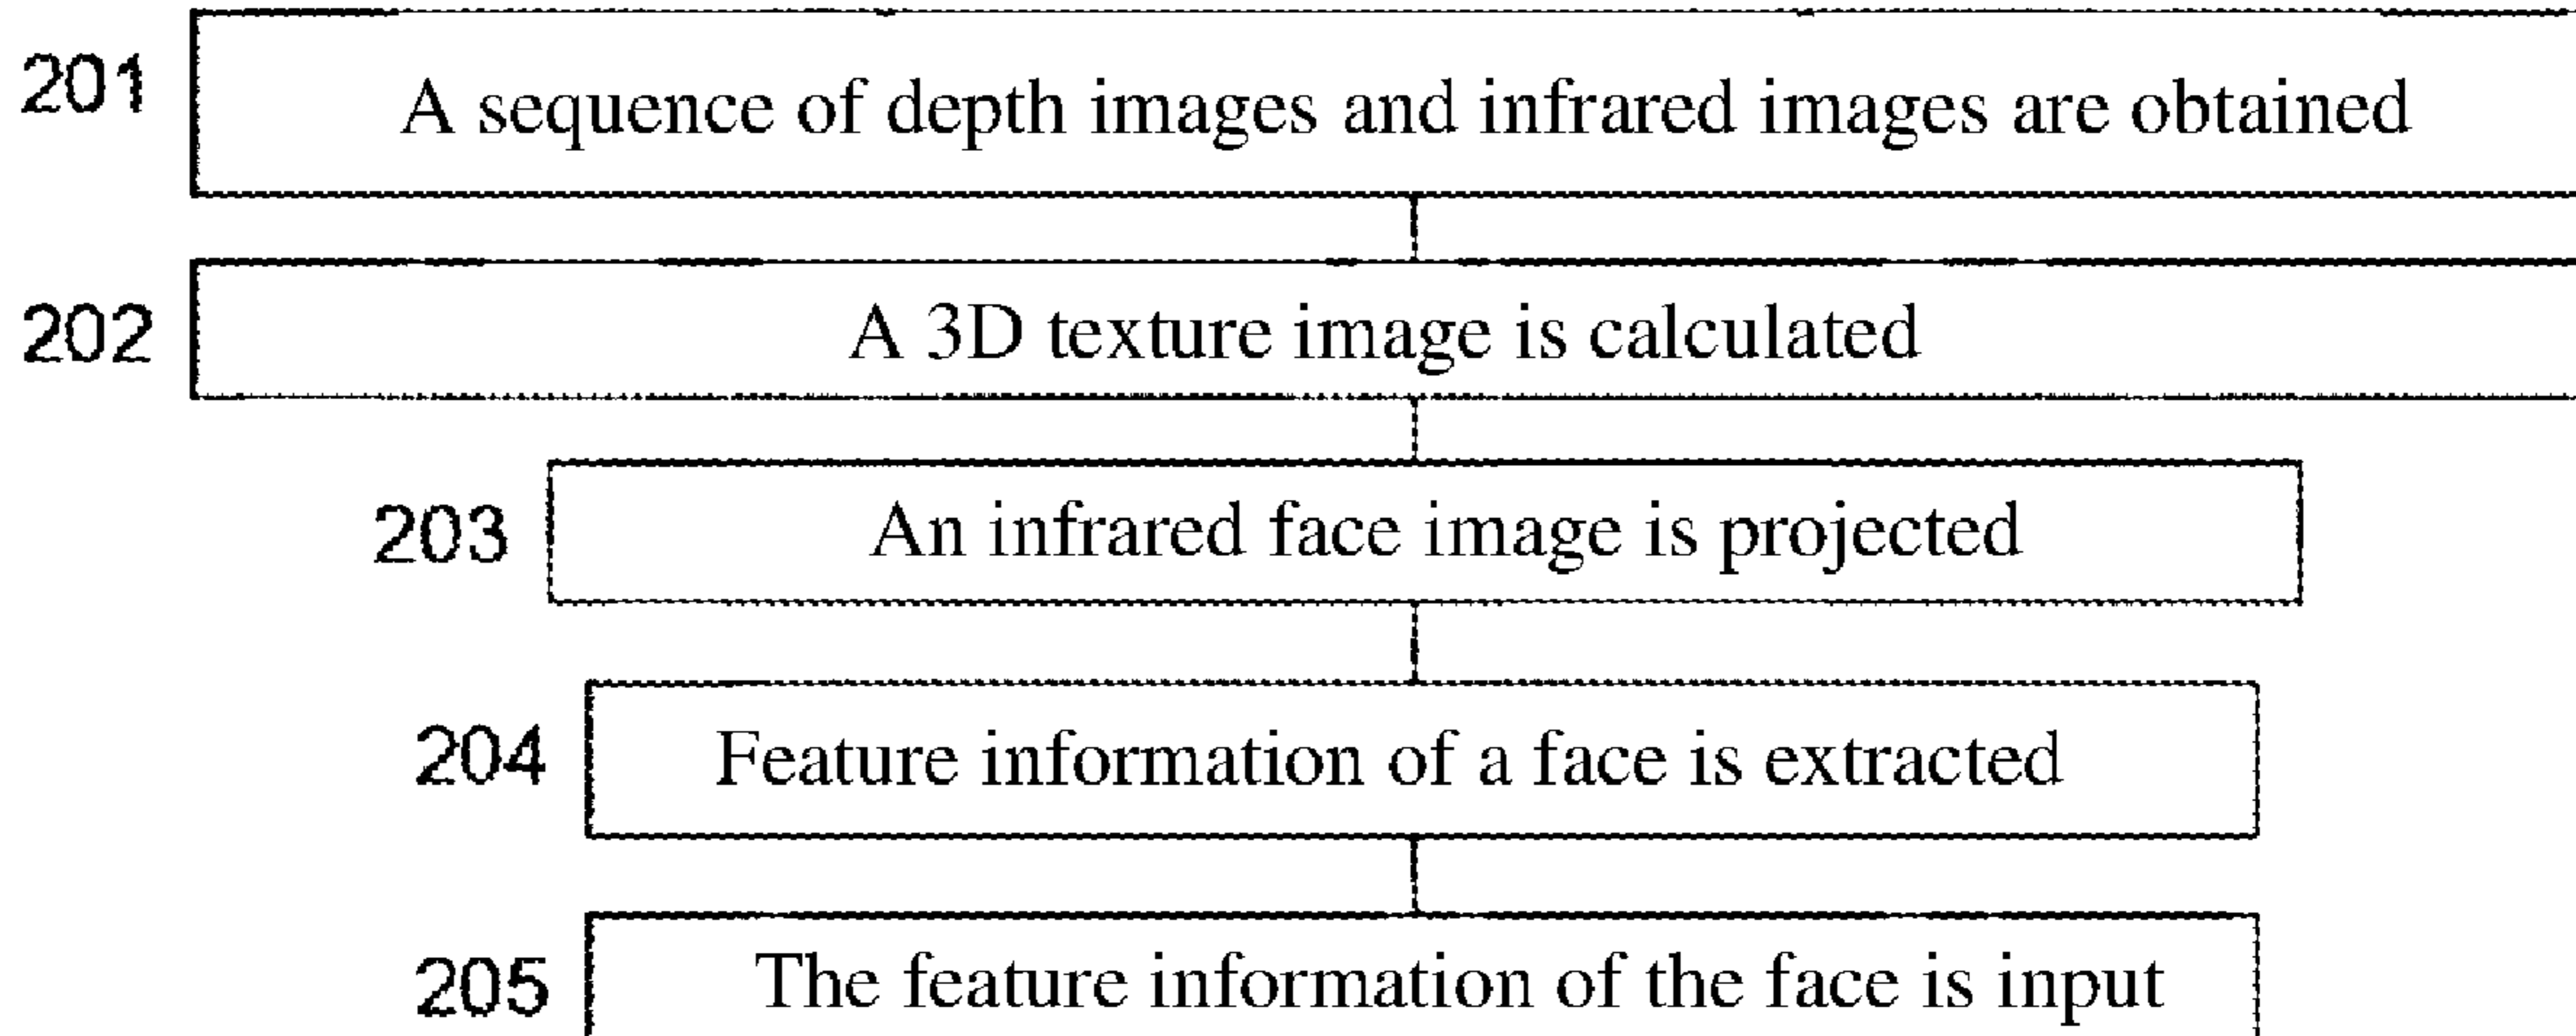 201 A sequence of depth images and infrared images are obtained
202 A 3D texture image is calculated
203 An infrared face image is projected
204 Feature information of a face is extracted
205 The feature information of the face is input